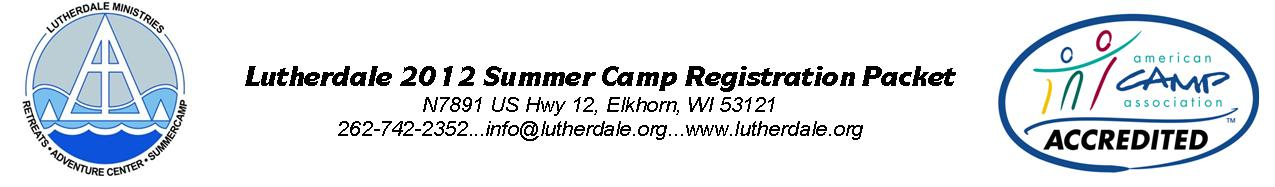 LUTHERDALE MINISTRIES
RETREATS • ADVENTURE CENTER • SUMMERCAMP
Lutherdale 2012 Summer Camp Registration Packet
N7891 US Hwy 12, Elkhorn, WI 53121
262-742-2352...info@lutherdale.org...www.lutherdale.org
american
CAMP
association
TM
ACCREDITED